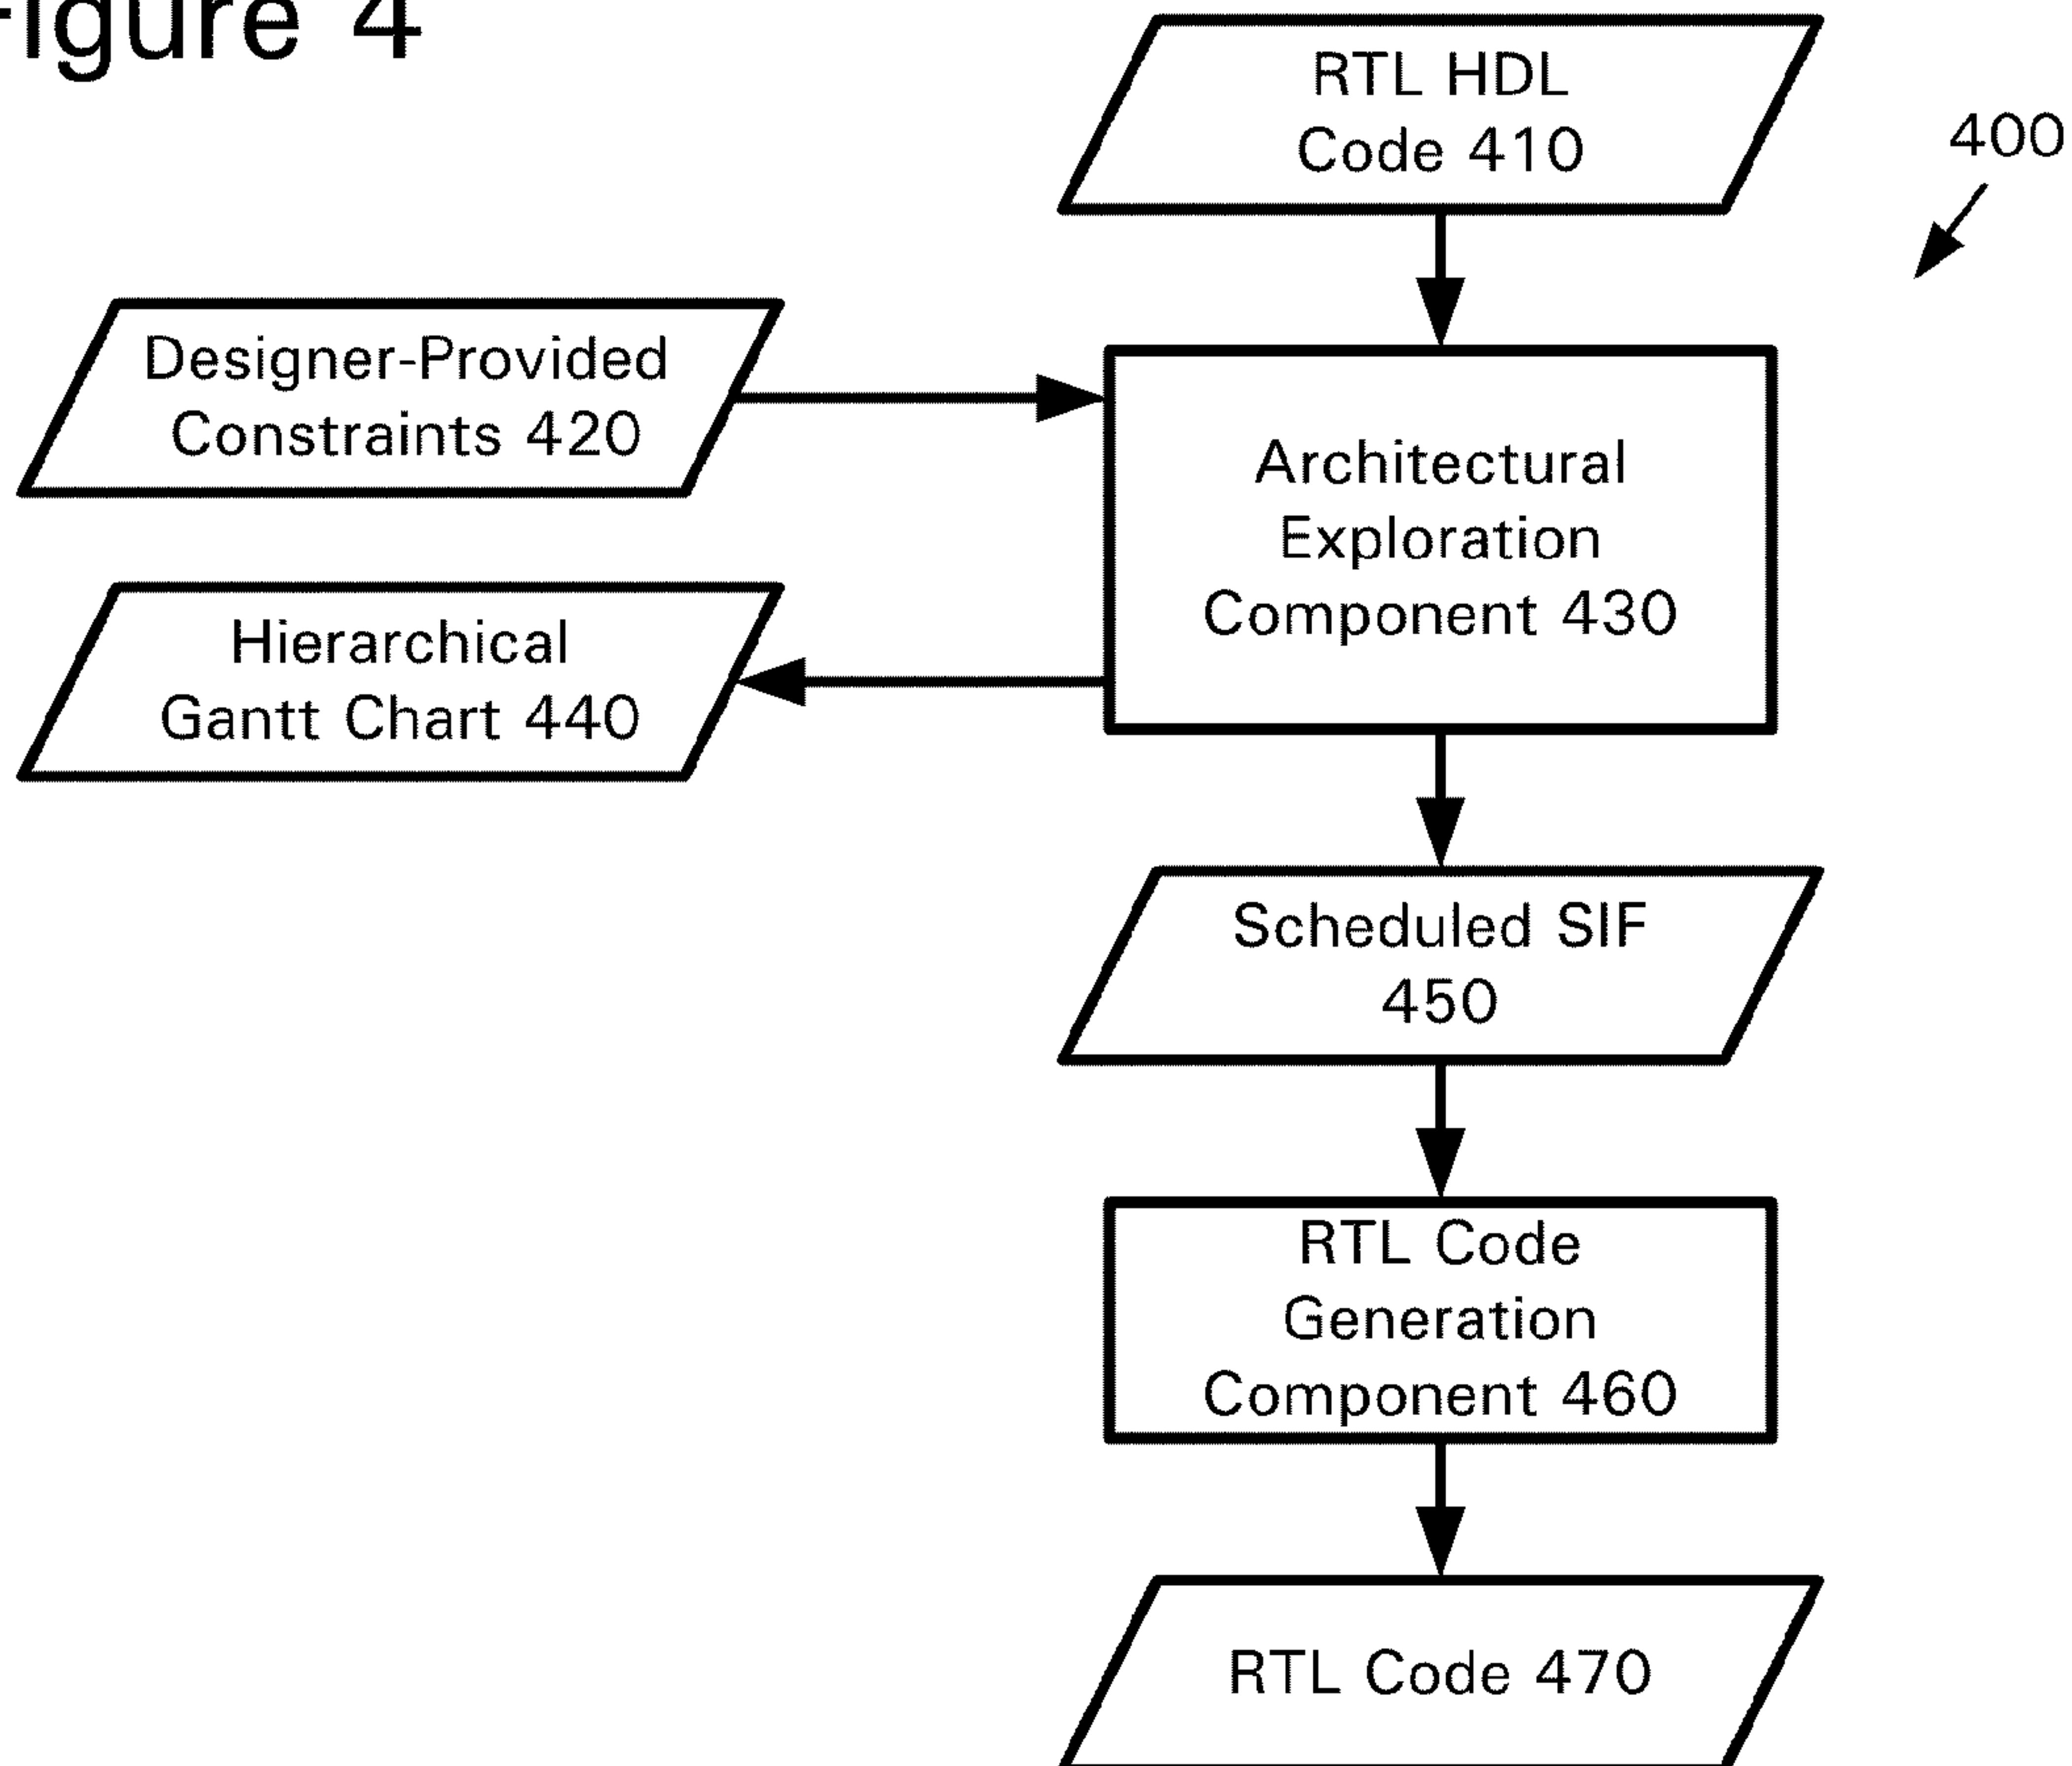 Figure 4
RTL HDL
Code 410
400
Designer-Provided
Constraints 420
Architectural
Exploration
Component 430
Hierarchical
Gantt Chart 440
Scheduled SIF
450
RTL Code
Generation
Component 460
RTL Code 470